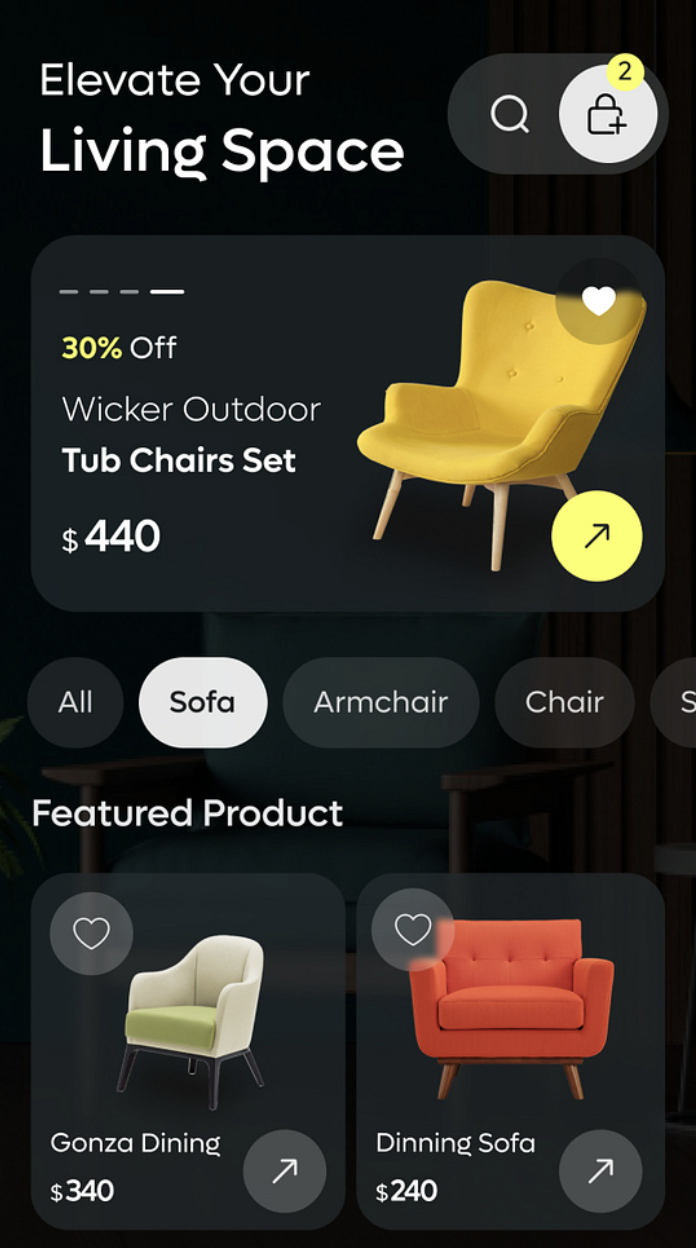 Elevate Your
Living Space
2
30% Off
Wicker Outdoor
Tub Chairs Set
$ 440
All
Sofa
Armchair
Chair
S
Featured Product
Gonza Dining
$340
Dinning Sofa
$240